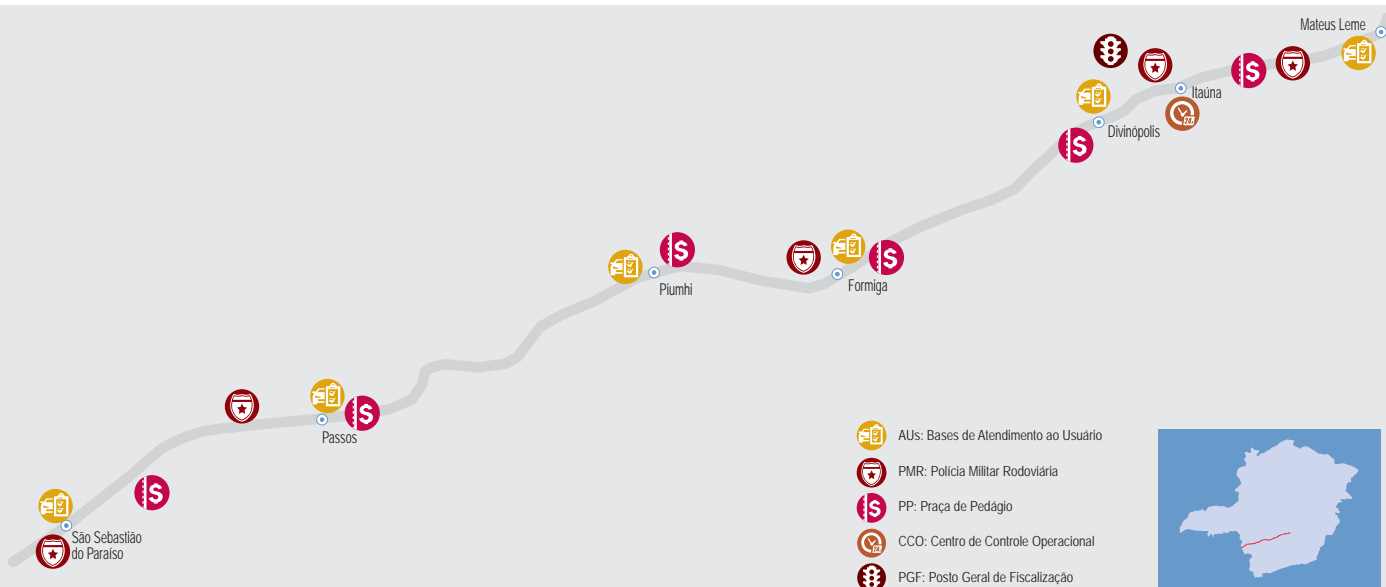 Mateus Leme
Itaúna
Divinópolis
Piumhi
Formiga
Passos
São Sebastião
do Paraíso
AUs: Bases de Atendimento ao Usuário
PMR: Polícia Militar Rodoviária
PP: Praça de Pedágio
CCO: Centro de Controle Operacional
PGF: Posto Geral de Fiscalização